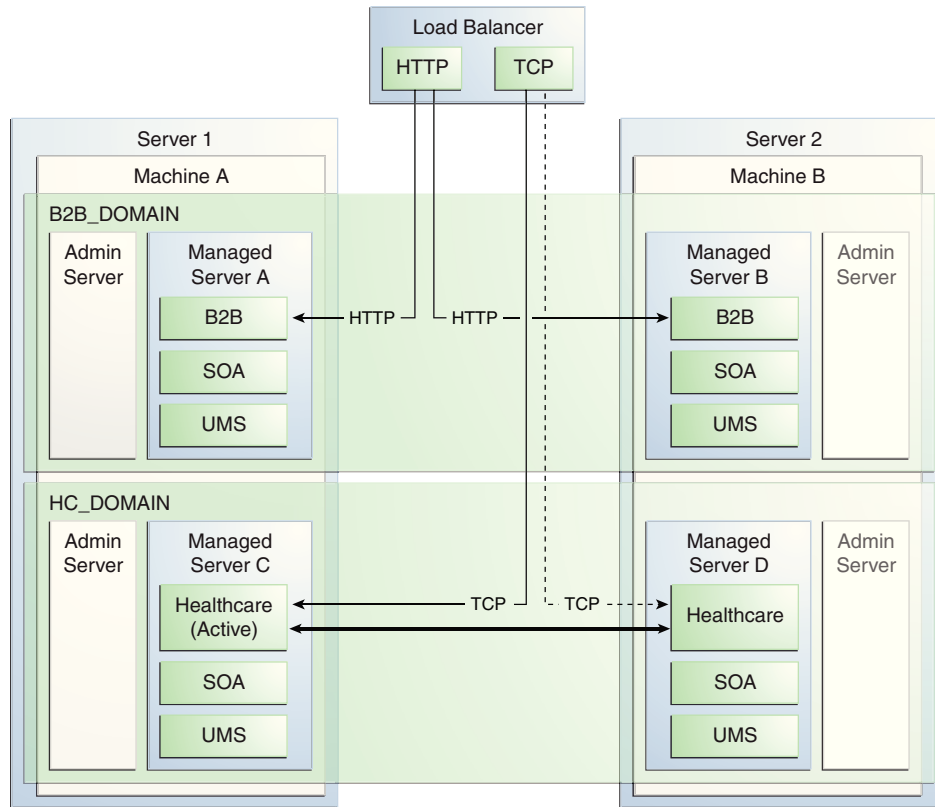 Load Balancer
HTTP
TCP
Server 1
Machine A
Server 2
Machine B
B2B_DOMAIN
Admin
Server
Managed
Server A
B2B
SOA
UMS
HTTP
HTTP
Managed
Server B
B2B
SOA
UMS
Admin
Server
HC_DOMAIN
Admin
Server
Managed
Server C
Healthcare
(Active)
SOA
UMS
TCP
TCP
Managed
Server D
Healthcare
SOA
UMS
Admin
Server